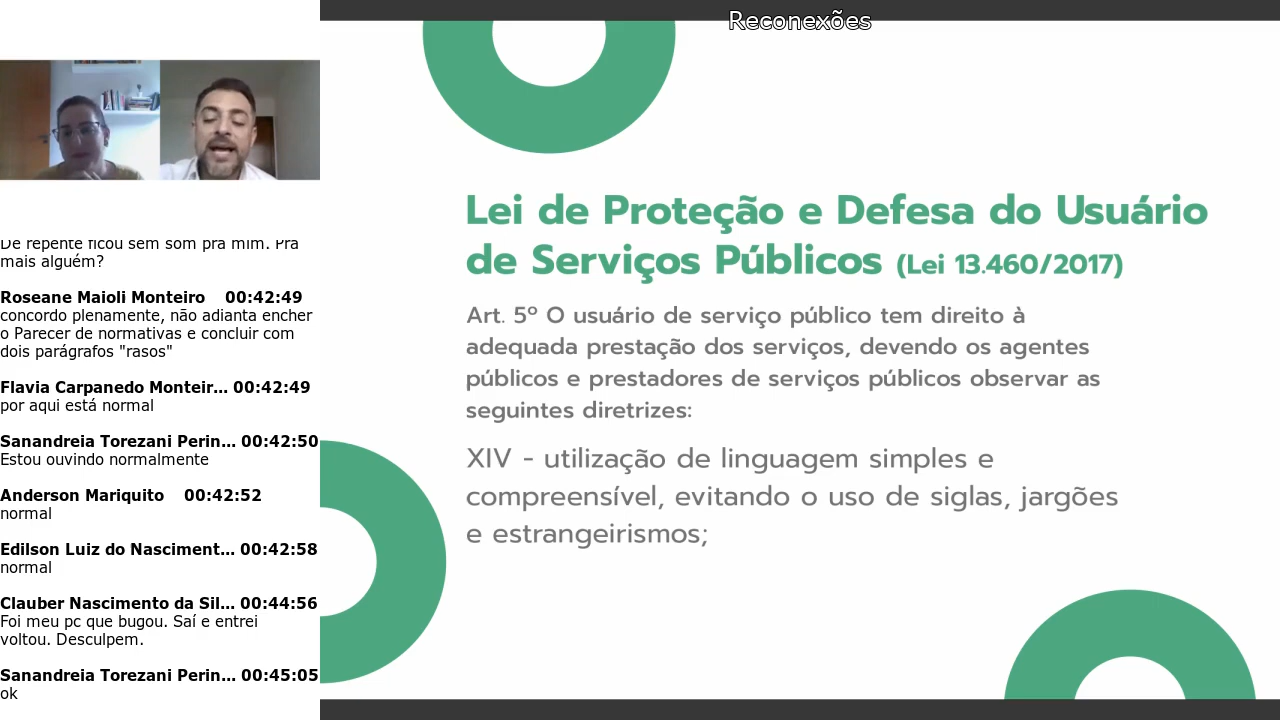 Reconexões
De repente ficou sem som pra mim. Pra
mais alguém?
Roseane Maioli Monteiro 00:42:49
concordo plenamente, não adianta encher
o Parecer de normativas e concluir com
dois parágrafos "rasos"
Flavia Carpanedo Monteir... 00:42:49
por aqui está normal
Sanandreia Torezani Perin... 00:42:50
Estou ouvindo normalmente
Anderson Mariquito 00:42:52
normal
Edilson Luiz do Nasciment... 00:42:58
normal
Clauber Nascimento da Sil... 00:44:56
Foi meu pc que bugou. Saí e entrei
voltou. Desculpem.
Sanandreia Torezani Perin... 00:45:05
ok
Lei de Proteção e Defesa do Usuário
de Serviços Públicos (Lei 13.460/2017)
Art. 5º O usuário de serviço público tem direito à
adequada prestação dos serviços, devendo os agentes
públicos e prestadores de serviços públicos observar as
seguintes diretrizes:
XIV - utilização de linguagem simples e
compreensível, evitando o uso de siglas, jargões
e estrangeirismos;